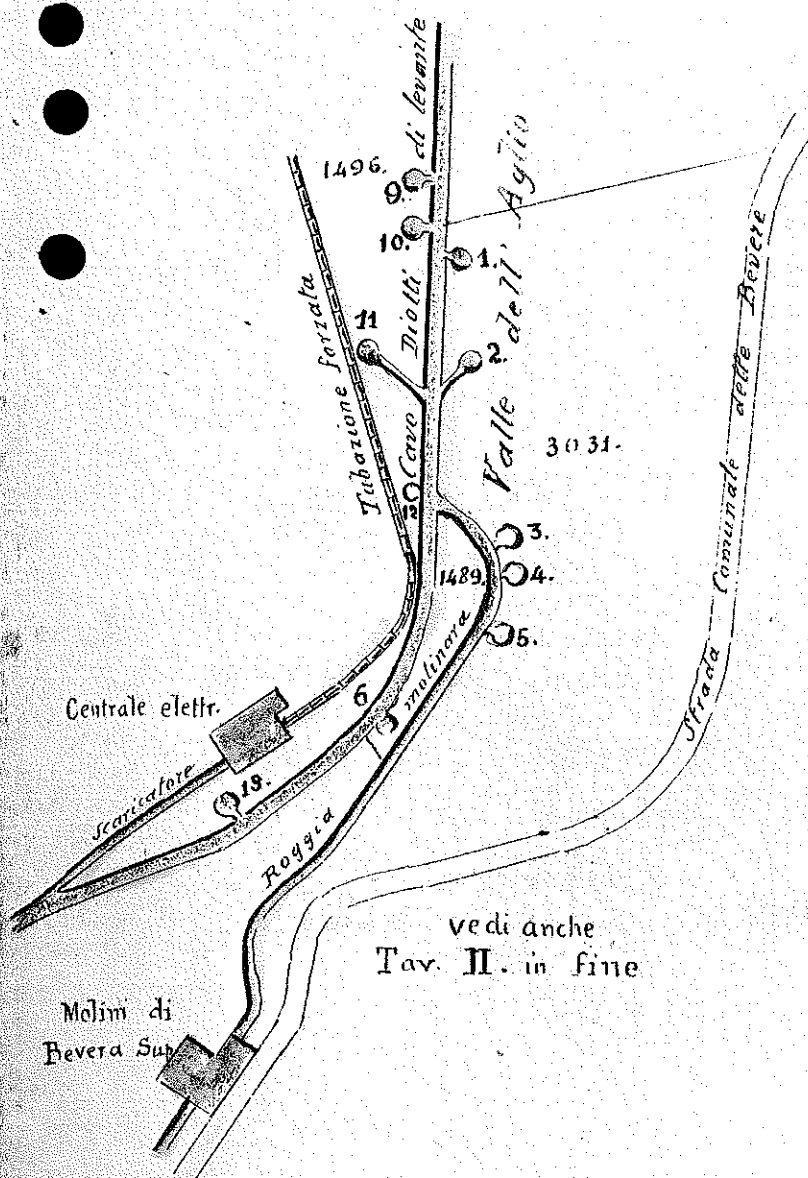 Cavo Diotti di levante
Valle dell' Aglio
1496.
9.
10.
1.
11
2.
Tubazione forzata
Strada Comunale delle Bevere
3031.
12
3.
1489.
4.
5.
6
Centrale elettr.
Roggia molinara
scaricatore
13.
vedi anche
Tav. II. in fine
Molini di
Bevera Sup